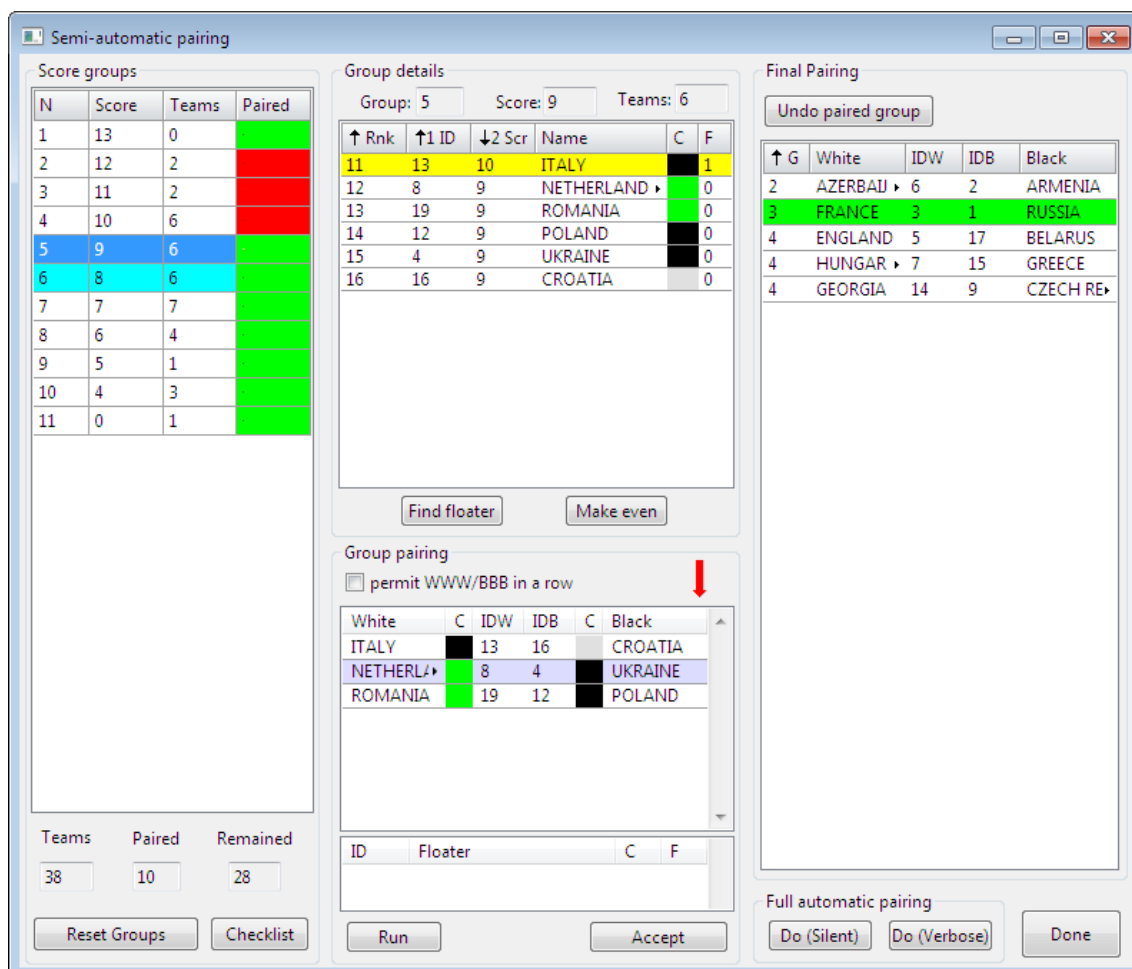 Semi-automatic pairing
Score groups
N Score Teams Paired
1 13 0
2 12 2
3 11 2
4 10 6
5 9 6
6 8 6
7 7 7
8 6 4
9 5 1
10 4 3
11 0 1
Teams Paired Remained
38 10 28
Reset Groups Checklist
Group details
Group: 5 Score: 9 Teams: 6
↑ Rnk ↑1 ID ↓2 Scr Name C F
11 13 10 ITALY 1
12 8 9 NETHERLAND 0
13 19 9 ROMANIA 0
14 12 9 POLAND 0
15 4 9 UKRAINE 0
16 16 9 CROATIA 0
Find floater Make even
Group pairing
permit WWW/BBB in a row
White C IDW IDB C Black
ITALY 13 16 CROATIA
NETHERLA 8 4 UKRAINE
ROMANIA 19 12 POLAND
ID Floater C F
Run Accept
Final Pairing
Undo paired group
↑ G White IDW IDB Black
2 AZERBAIJ 6 2 ARMENIA
3 FRANCE 3 1 RUSSIA
4 ENGLAND 5 17 BELARUS
4 HUNGAR 7 15 GREECE
4 GEORGIA 14 9 CZECH RE
Full automatic pairing
Do (Silent) Do (Verbose) Done